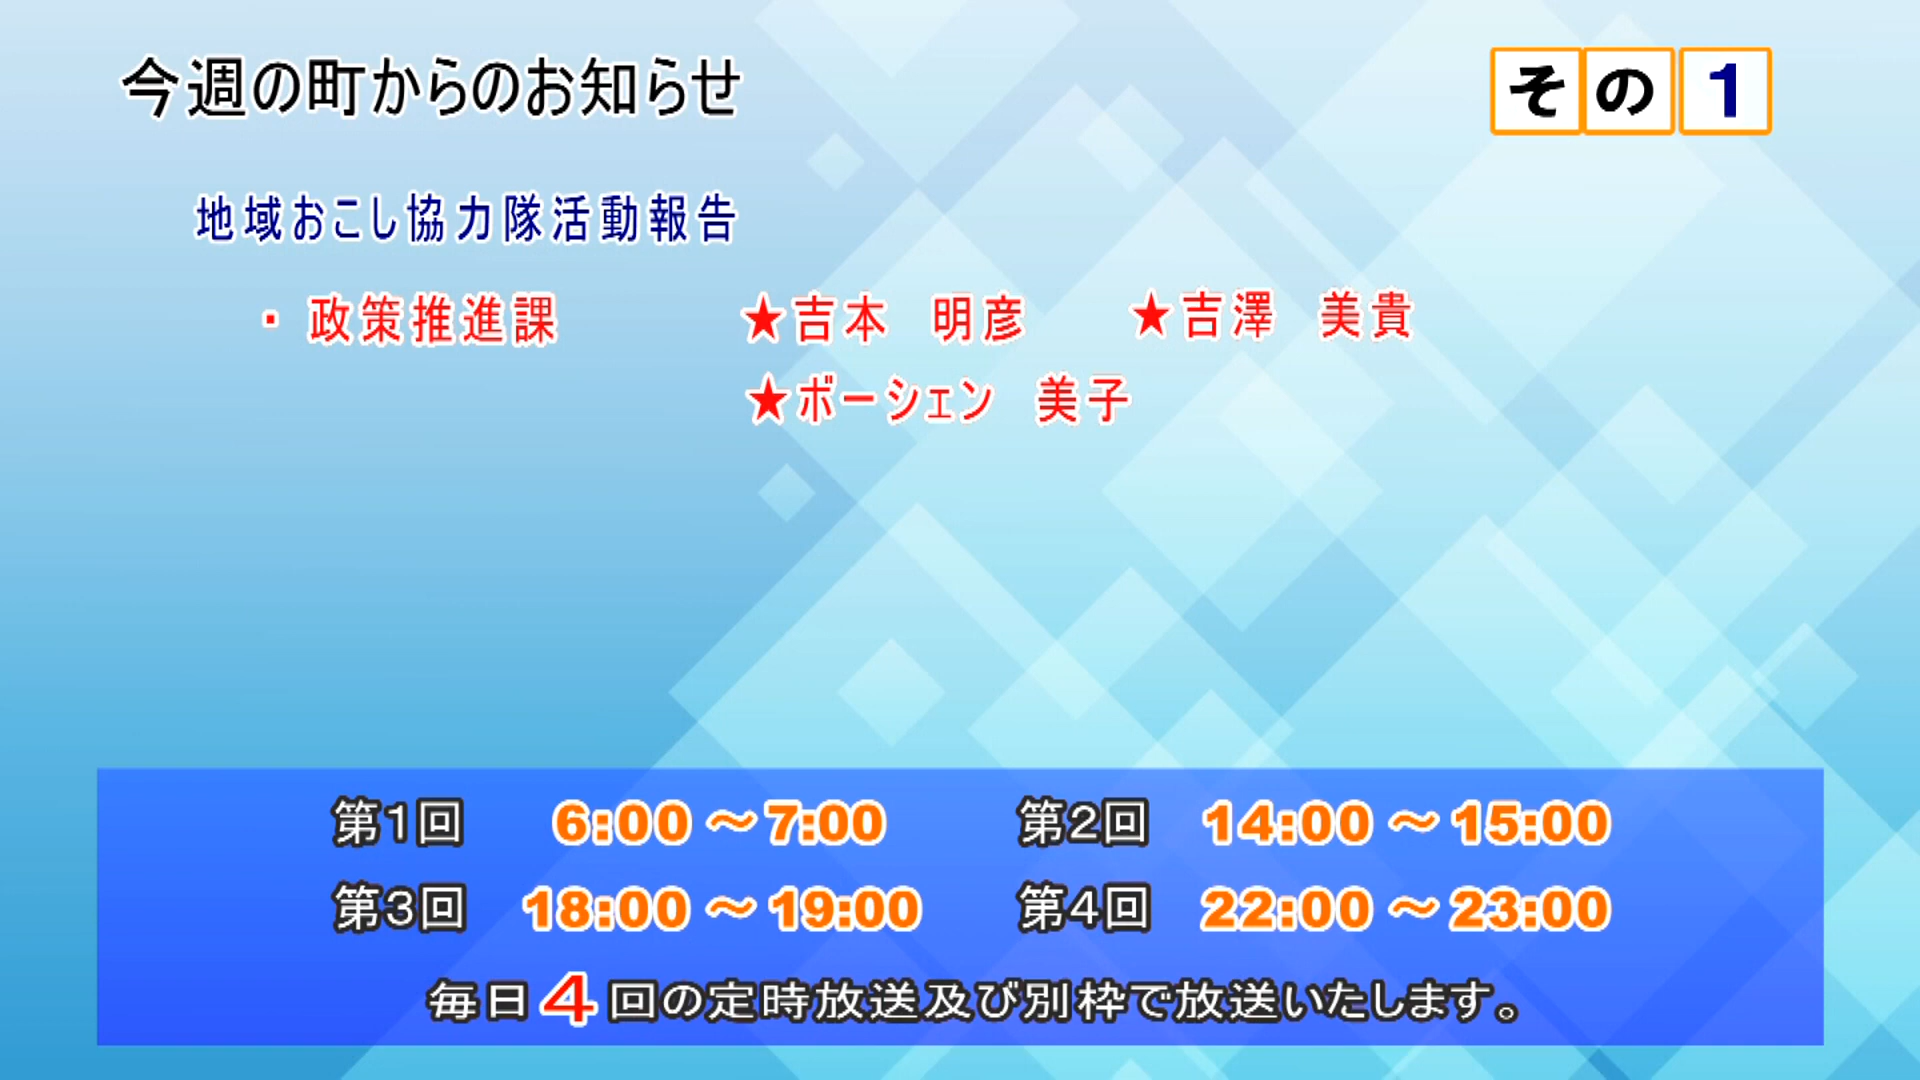 今週の町からのお知らせ
その1
地域おこし協力隊活動報告
・政策推進課 ★吉本 明彦 ★吉澤 美貴
★ボーシェン 美子
第1回 6:00～7:00 第2回 14:00～15:00
第3回 18:00～19:00 第4回 22:00～23:00
毎日4回の定時放送及び別枠で放送いたします。